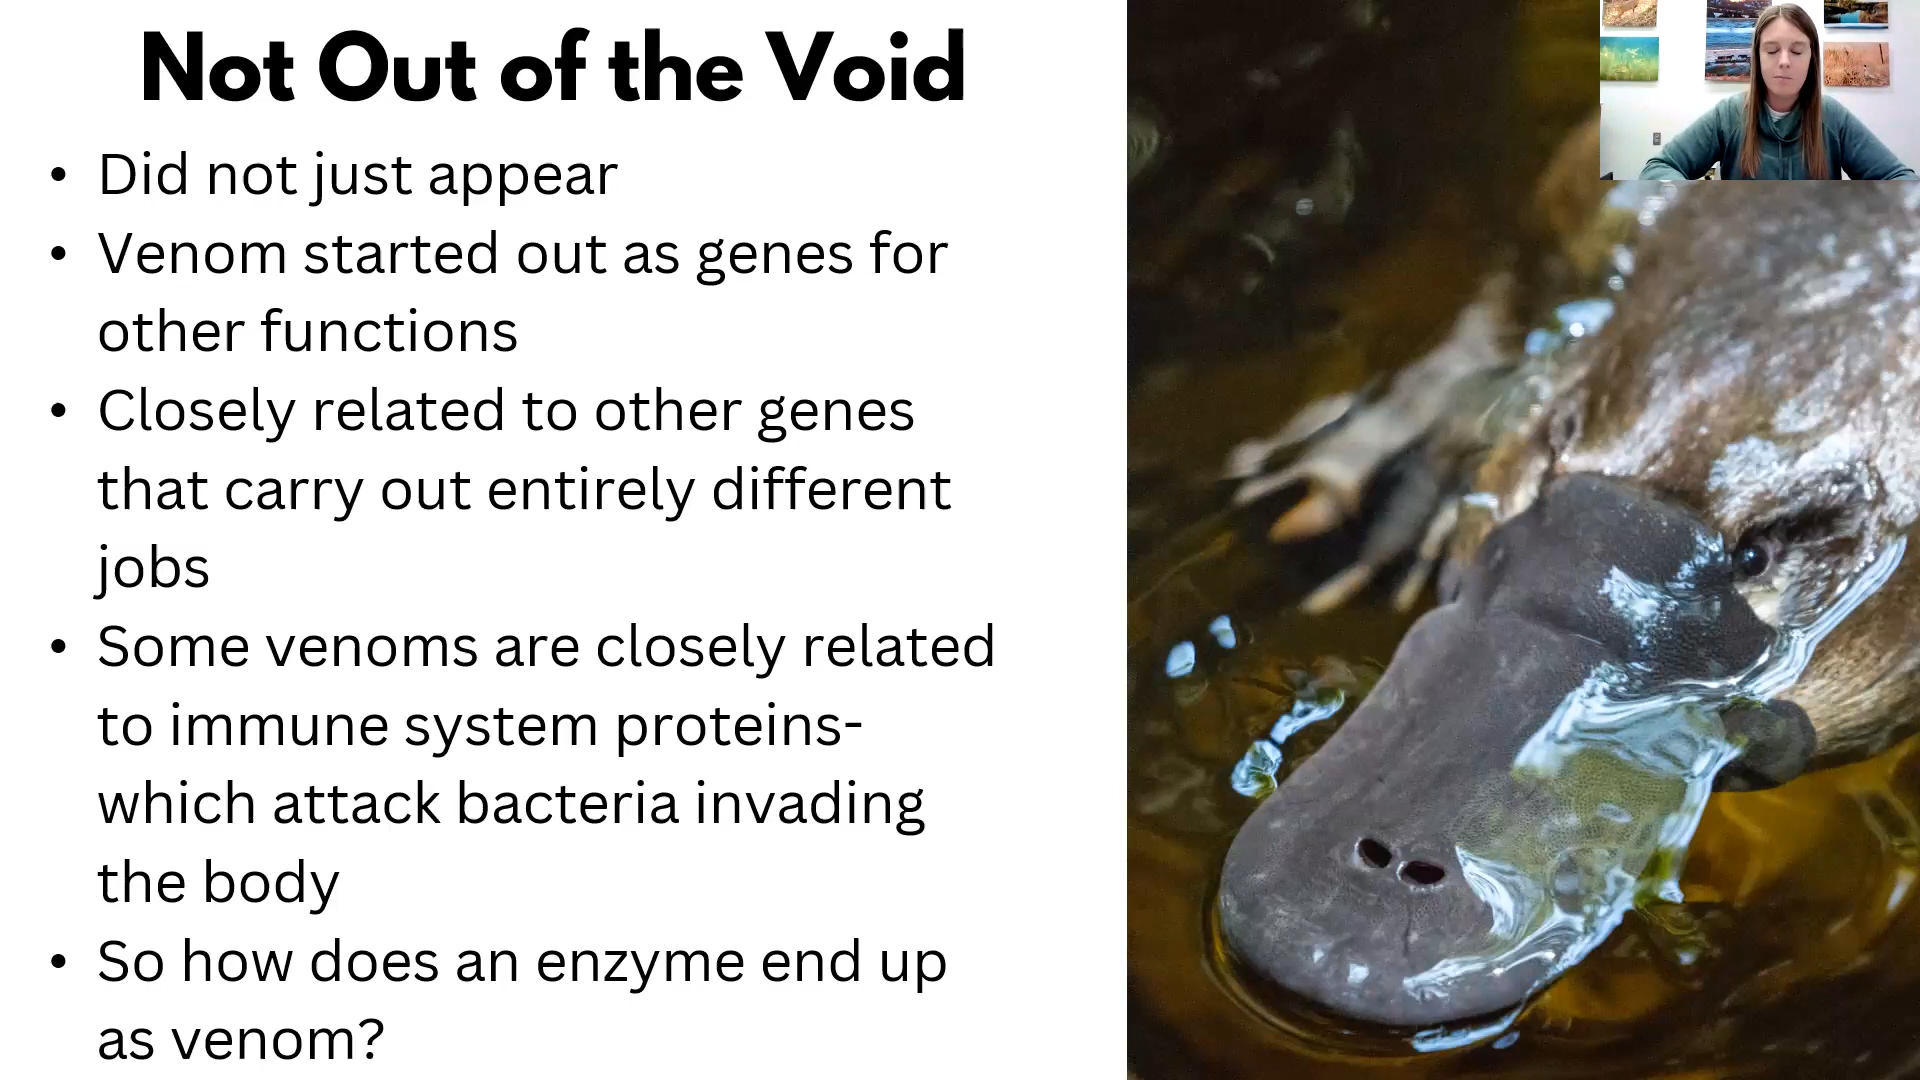 Not Out of the Void
• Did not just appear
• Venom started out as genes for
other functions
• Closely related to other genes
that carry out entirely different
jobs
• Some venoms are closely related
to immune system proteins-
which attack bacteria invading
the body
• So how does an enzyme end up
as venom?